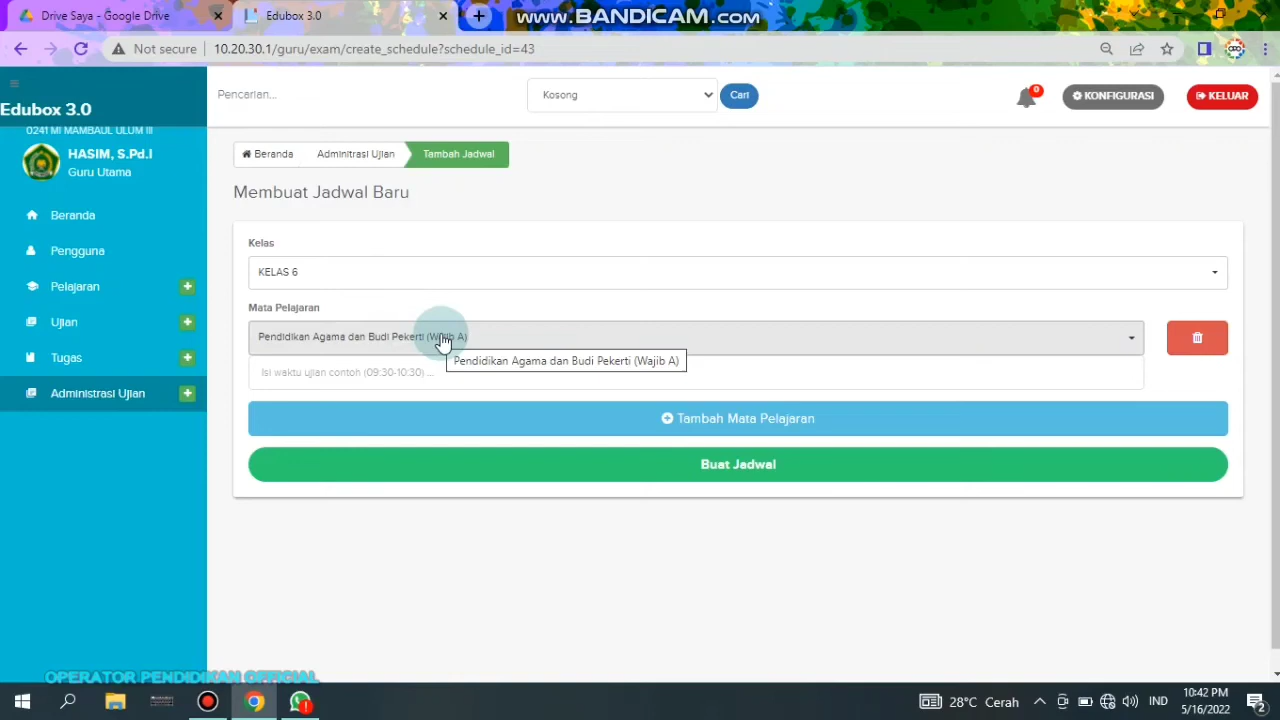 Drive Saya - Google Drive
Edubox 3.0
www.BANDICAM.com
Not secure
10.20.30.1/guru/exam/create_schedule?schedule_id=43
Edubox 3.0
0241 MI MAMBAUL ULUM III
HASIM, S.Pd.I
Guru Utama
Beranda
Pengguna
Pelajaran
Ujian
Tugas
Administrasi Ujian
Pencarian...
Kosong
Cari
0
KONFIGURASI
KELUAR
Beranda
Adminitrasi Ujian
Tambah Jadwal
Membuat Jadwal Baru
Kelas
KELAS 6
Mata Pelajaran
Pendidikan Agama dan Budi Pekerti (Wajib A)
Pendidikan Agama dan Budi Pekerti (Wajib A)
Isi waktu ujian contoh (09:30-10:30) ...
Tambah Mata Pelajaran
Buat Jadwal
OPERATOR PENDIDIKAN OFFICIAL
28°C Cerah
IND
10:42 PM
5/16/2022
2